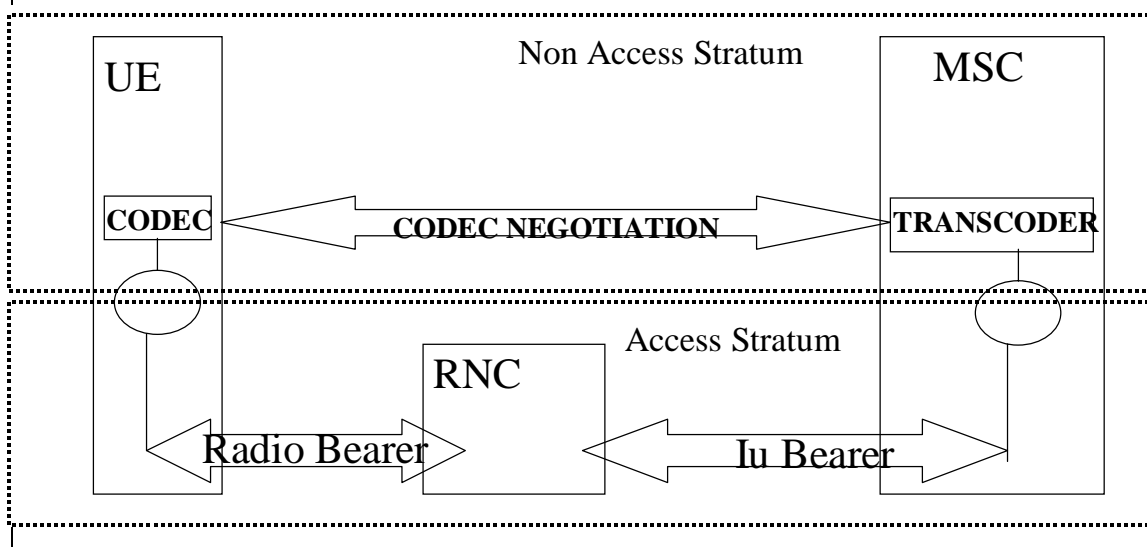 Non Access Stratum
UE
MSC
CODEC
CODEC NEGOTIATION
TRANSCODER
Access Stratum
RNC
Radio Bearer
Iu Bearer